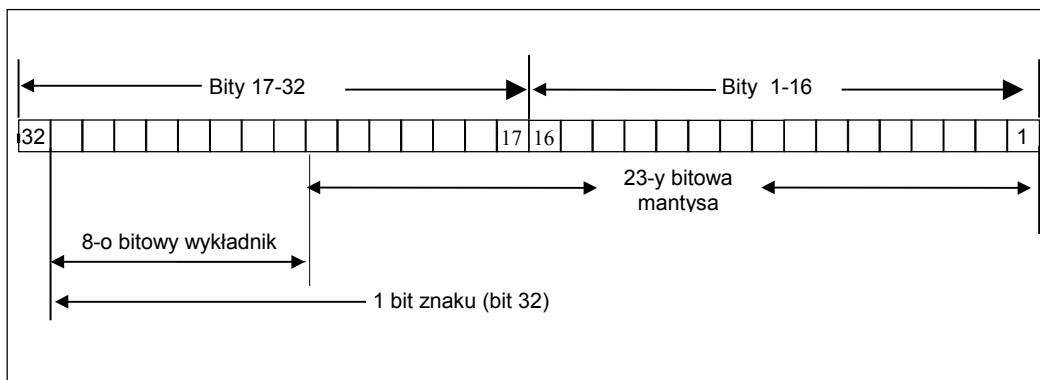 Bity 17-32
Bity 1-16
32
17
16
1
23-y bitowa
mantysa
8-o bitowy wykładnik
1 bit znaku (bit 32)